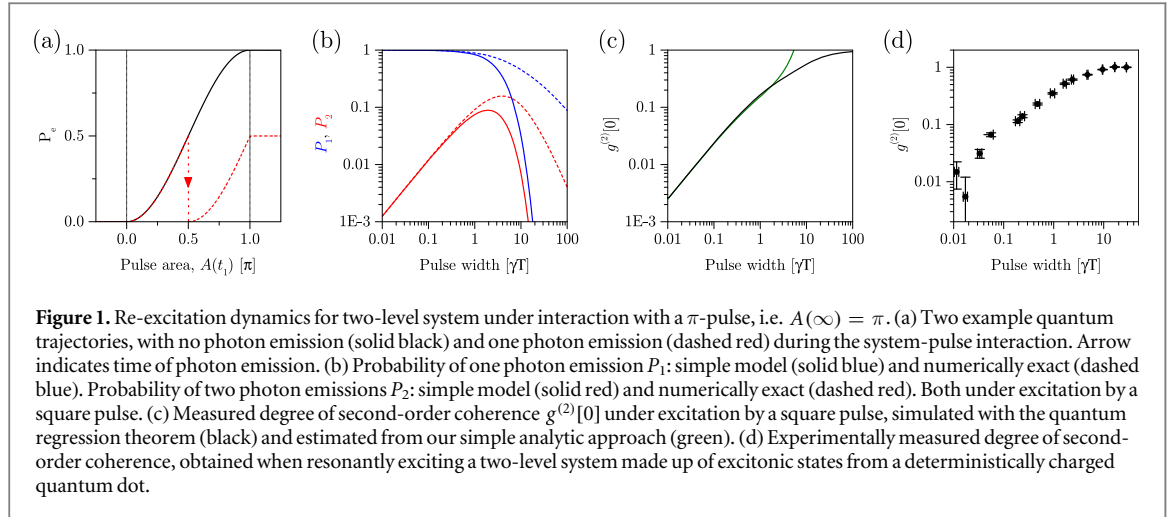 (a)
1.0
0.5
0.0
P_e
0.0
0.5
1.0
Pulse area, A(t_1) [π]
(b)
1
0.1
0.01
1E−3
P_1, P_2
0.01
0.1
1
10
100
Pulse width [γT]
(c)
1
0.1
0.01
1E−3
g^(2)[0]
0.01
0.1
1
10
100
Pulse width [γT]
(d)
1
0.1
0.01
g^(2)[0]
0.01
0.1
1
10
Pulse width [γT]
Figure 1. Re-excitation dynamics for two-level system under interaction with a π-pulse, i.e. A(∞) = π. (a) Two example quantum
trajectories, with no photon emission (solid black) and one photon emission (dashed red) during the system-pulse interaction. Arrow
indicates time of photon emission. (b) Probability of one photon emission P_1: simple model (solid blue) and numerically exact (dashed
blue). Probability of two photon emissions P_2: simple model (solid red) and numerically exact (dashed red). Both under excitation by a
square pulse. (c) Measured degree of second-order coherence g^(2)[0] under excitation by a square pulse, simulated with the quantum
regression theorem (black) and estimated from our simple analytic approach (green). (d) Experimentally measured degree of second-
order coherence, obtained when resonantly exciting a two-level system made up of excitonic states from a deterministically charged
quantum dot.